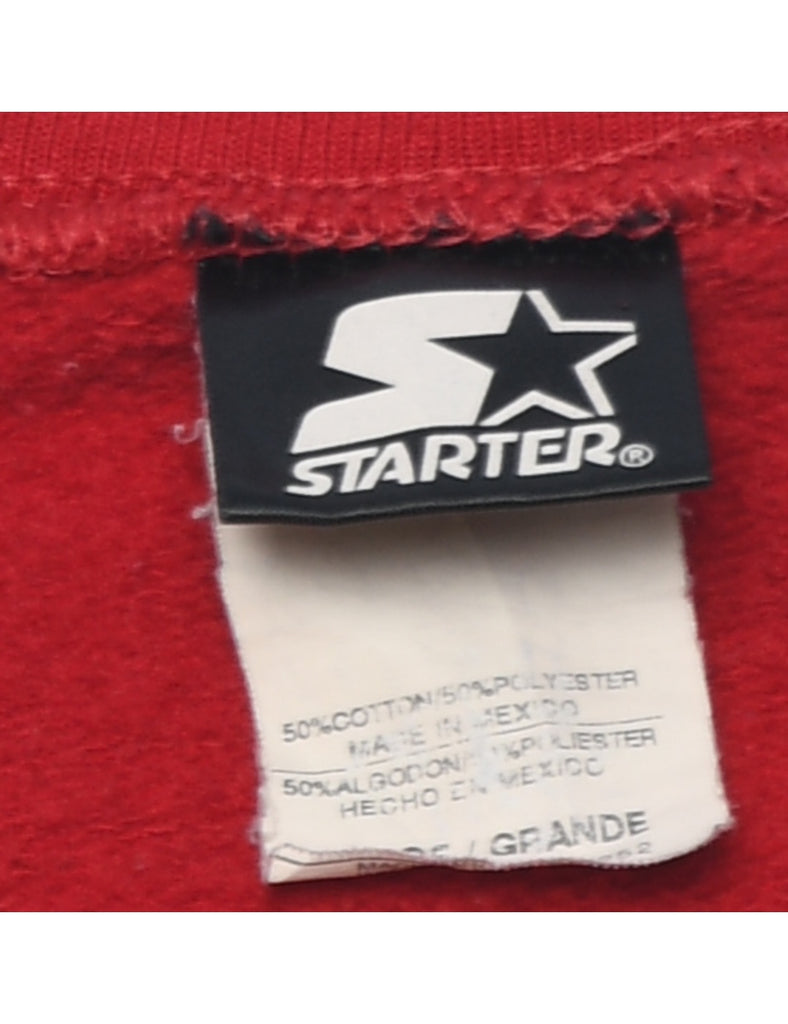 STARTER®
50%COTTON/50%POLYESTER
MADE IN MEXICO
50%ALGODON/50%POLIESTER
HECHO EN MEXICO
/ GRANDE